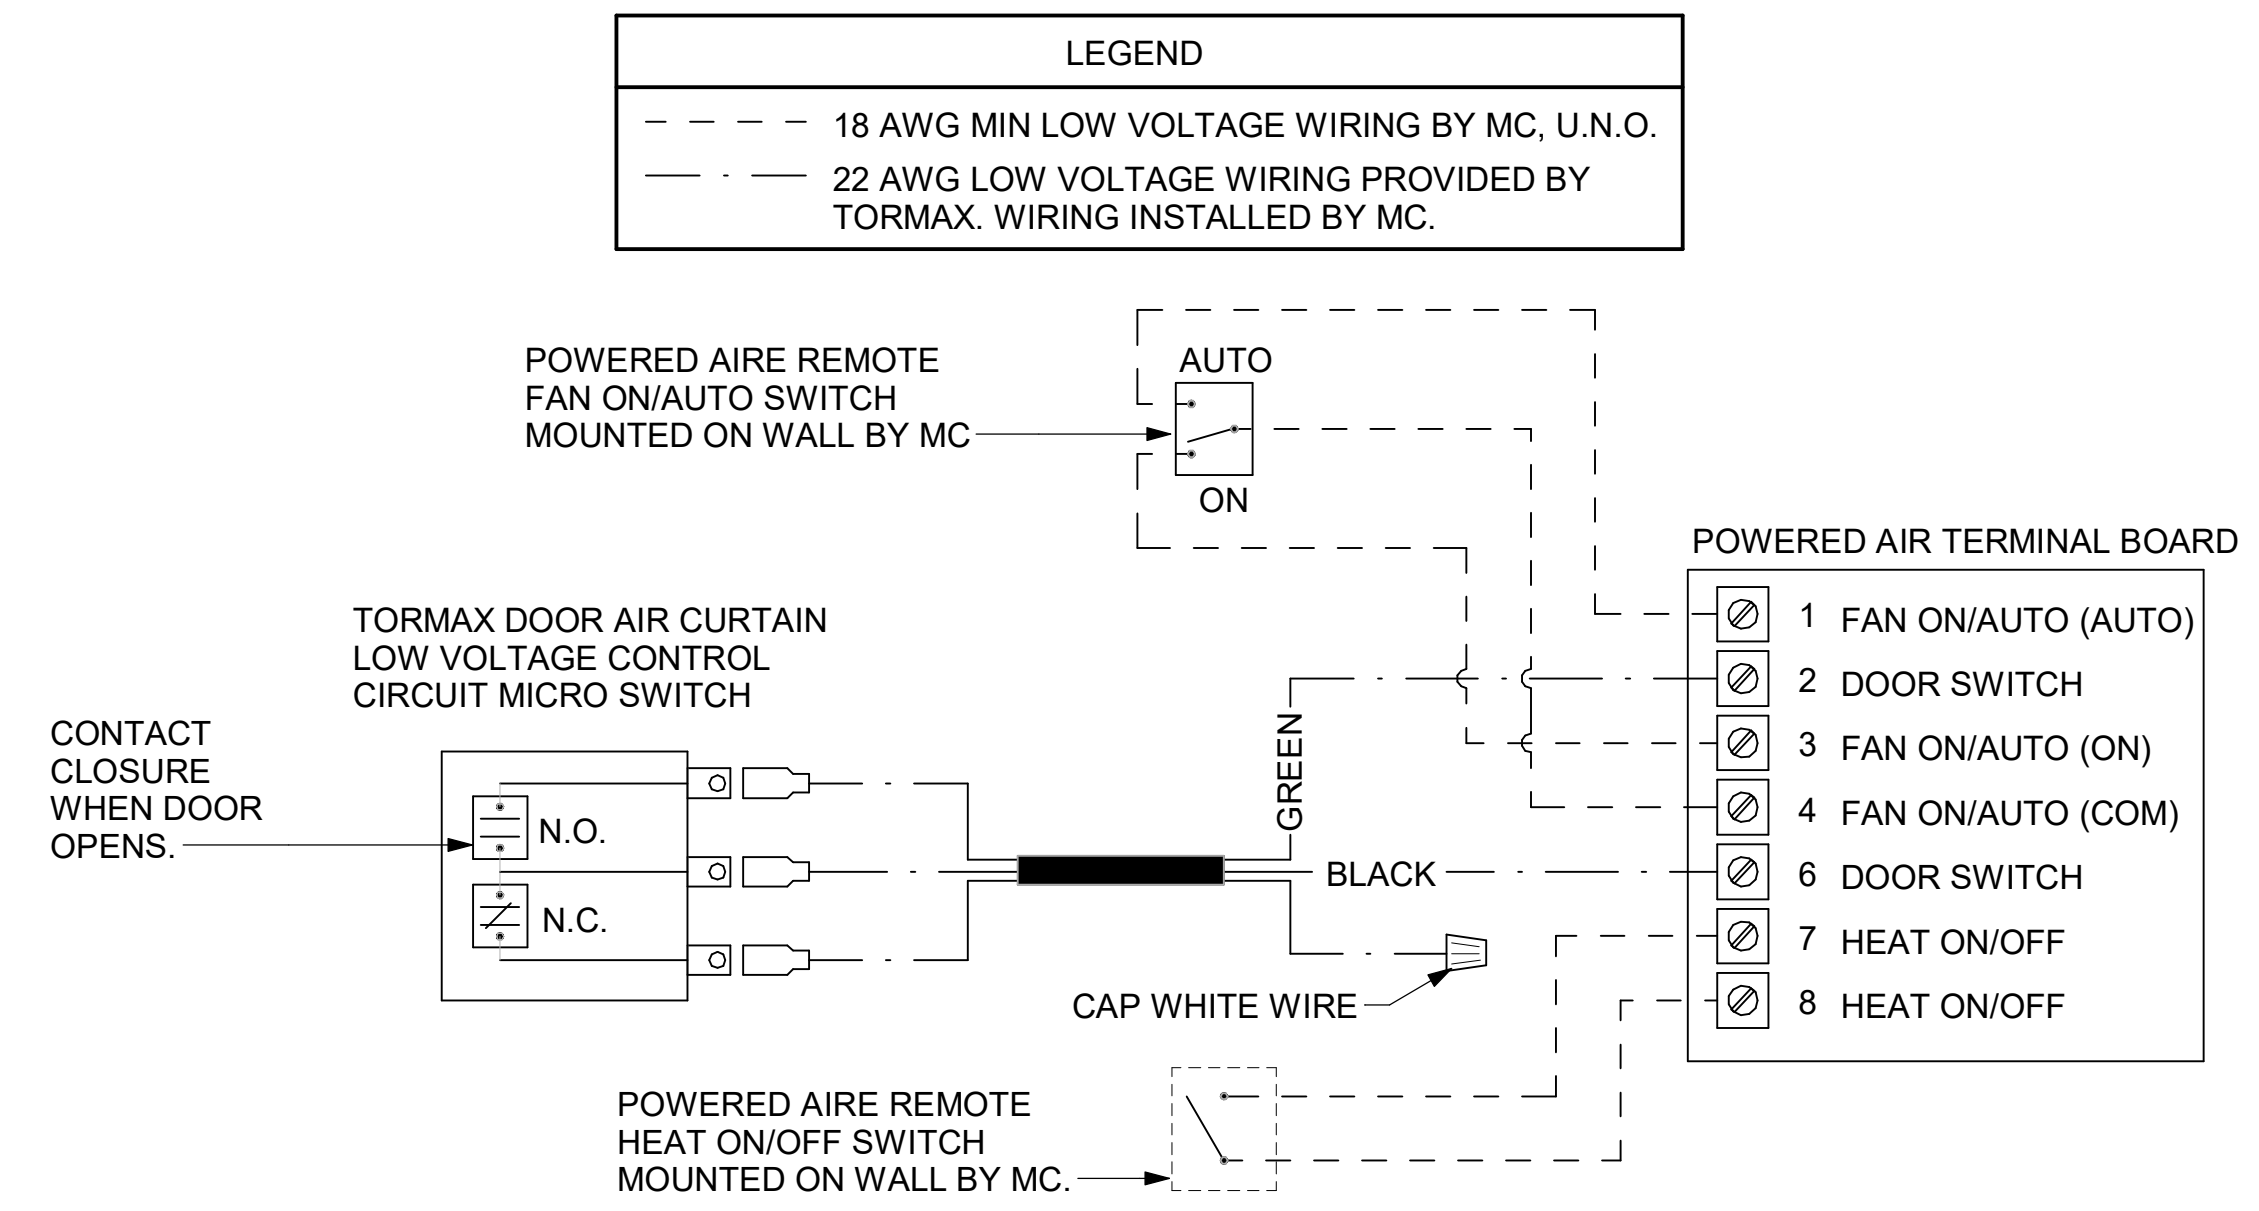 LEGEND
18 AWG MIN LOW VOLTAGE WIRING BY MC, U.N.O.
22 AWG LOW VOLTAGE WIRING PROVIDED BY
TORMAX. WIRING INSTALLED BY MC.
POWERED AIRE REMOTE
FAN ON/AUTO SWITCH
MOUNTED ON WALL BY MC
AUTO
ON
POWERED AIR TERMINAL BOARD
1 FAN ON/AUTO (AUTO)
2 DOOR SWITCH
3 FAN ON/AUTO (ON)
4 FAN ON/AUTO (COM)
6 DOOR SWITCH
7 HEAT ON/OFF
8 HEAT ON/OFF
TORMAX DOOR AIR CURTAIN
LOW VOLTAGE CONTROL
CIRCUIT MICRO SWITCH
CONTACT
CLOSURE
WHEN DOOR
OPENS.
N.O.
N.C.
GREEN
BLACK
CAP WHITE WIRE
POWERED AIRE REMOTE
HEAT ON/OFF SWITCH
MOUNTED ON WALL BY MC.